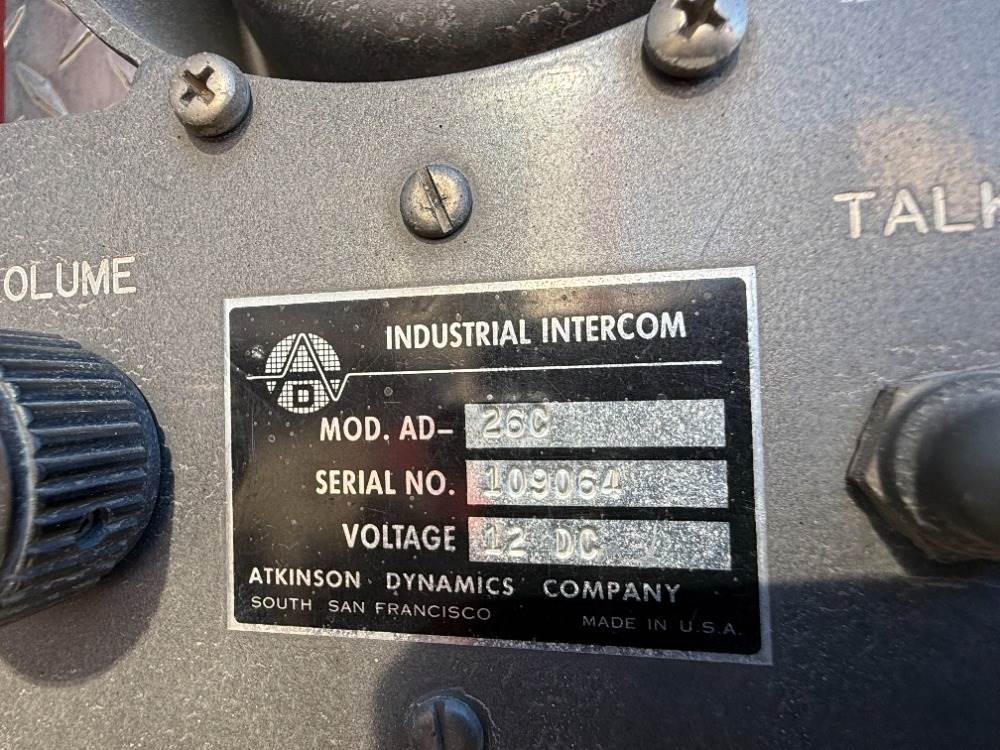 OLUME
TALK
INDUSTRIAL INTERCOM
D
MOD. AD- 26C
SERIAL NO. 109064
VOLTAGE 12 DC
ATKINSON DYNAMICS COMPANY
SOUTH SAN FRANCISCO
MADE IN U.S.A.